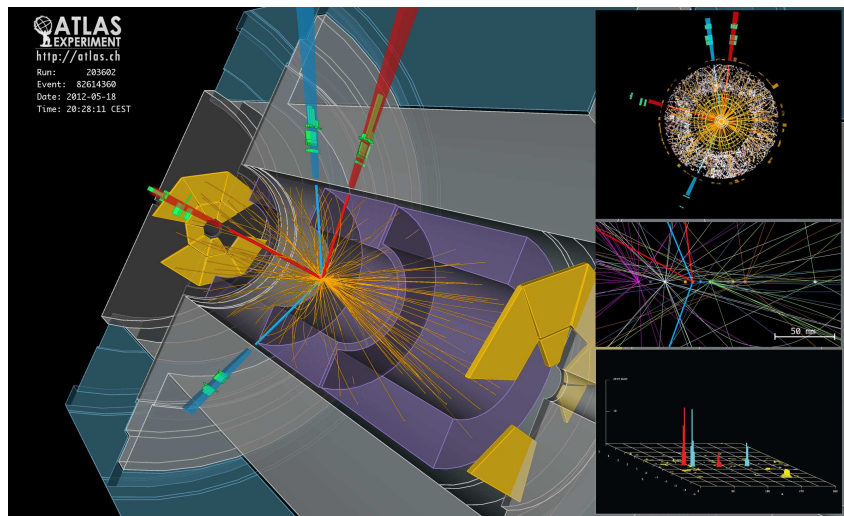 ATLAS
EXPERIMENT
http://atlas.ch
Run: 203602
Event: 82614360
Date: 2012-05-18
Time: 20:28:11 CEST
50 mm